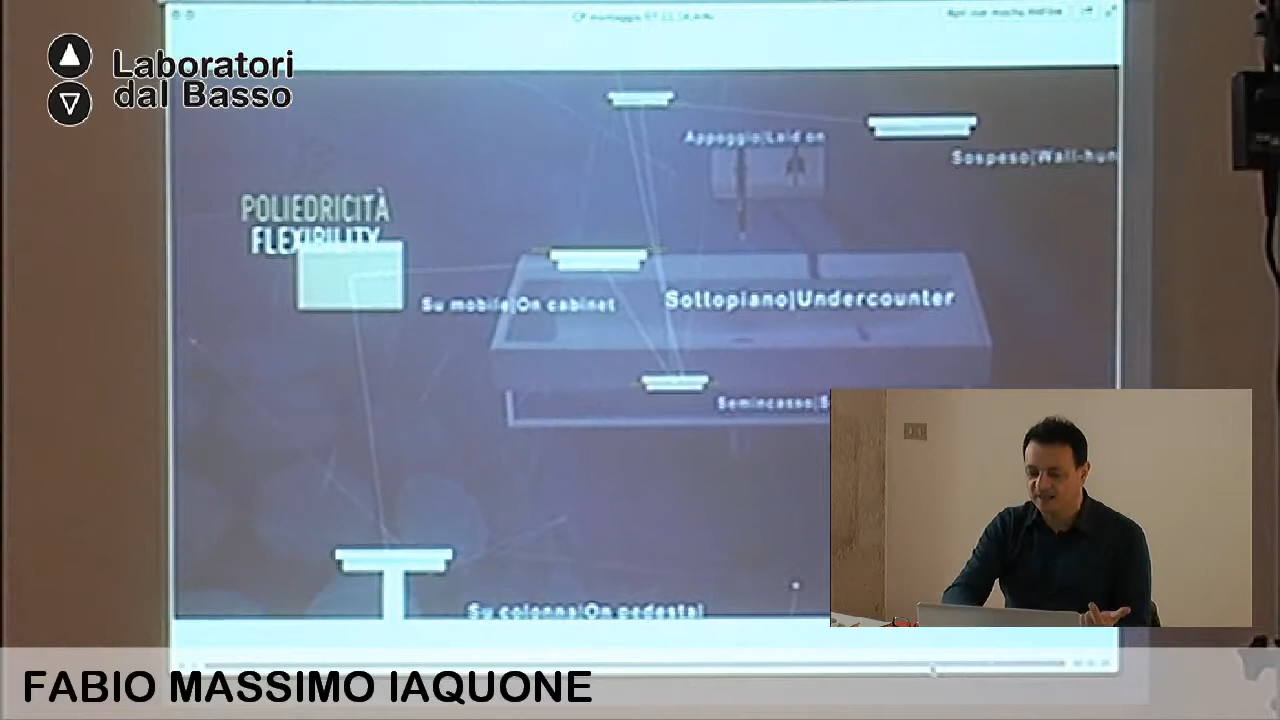 Laboratori
dal Basso
Appoggio|Laid on
Sospeso|Wall-hun
POLIEDRICITÀ
FLEXIBILITY
Su mobile|On cabinet
Sottopiano|Undercounter
Semincasso|S
Su colonna|On pedestal
FABIO MASSIMO IAQUONE